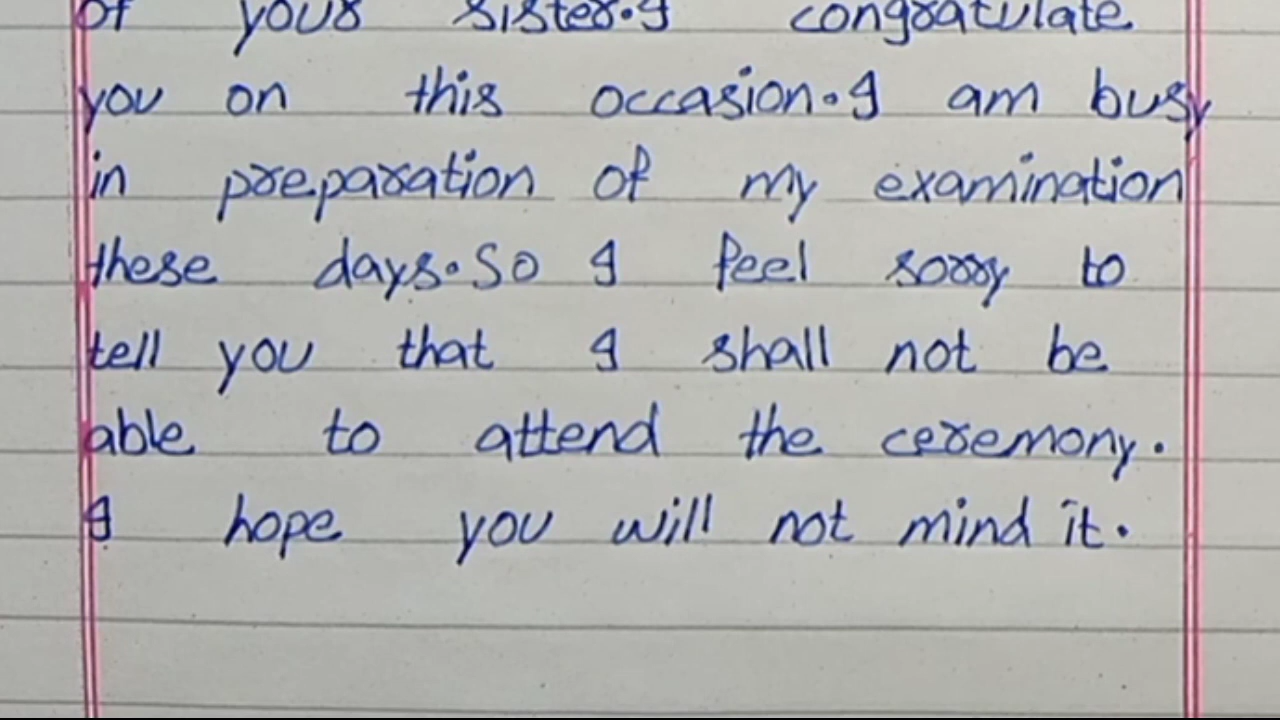 of your sister.I congratulate
you on this occasion.I am busy
in preparation of my examination
these days.So I feel sorry to
tell you that I shall not be
able to attend the ceremony.
I hope you will not mind it.